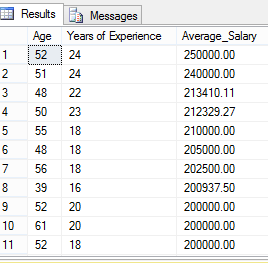 Results Messages
Age Years of Experience Average_Salary
1 52 24 250000.00
2 51 24 240000.00
3 48 22 213410.11
4 50 23 212329.27
5 55 18 210000.00
6 48 18 205000.00
7 56 18 202500.00
8 39 16 200937.50
9 52 20 200000.00
10 61 20 200000.00
11 52 18 200000.00